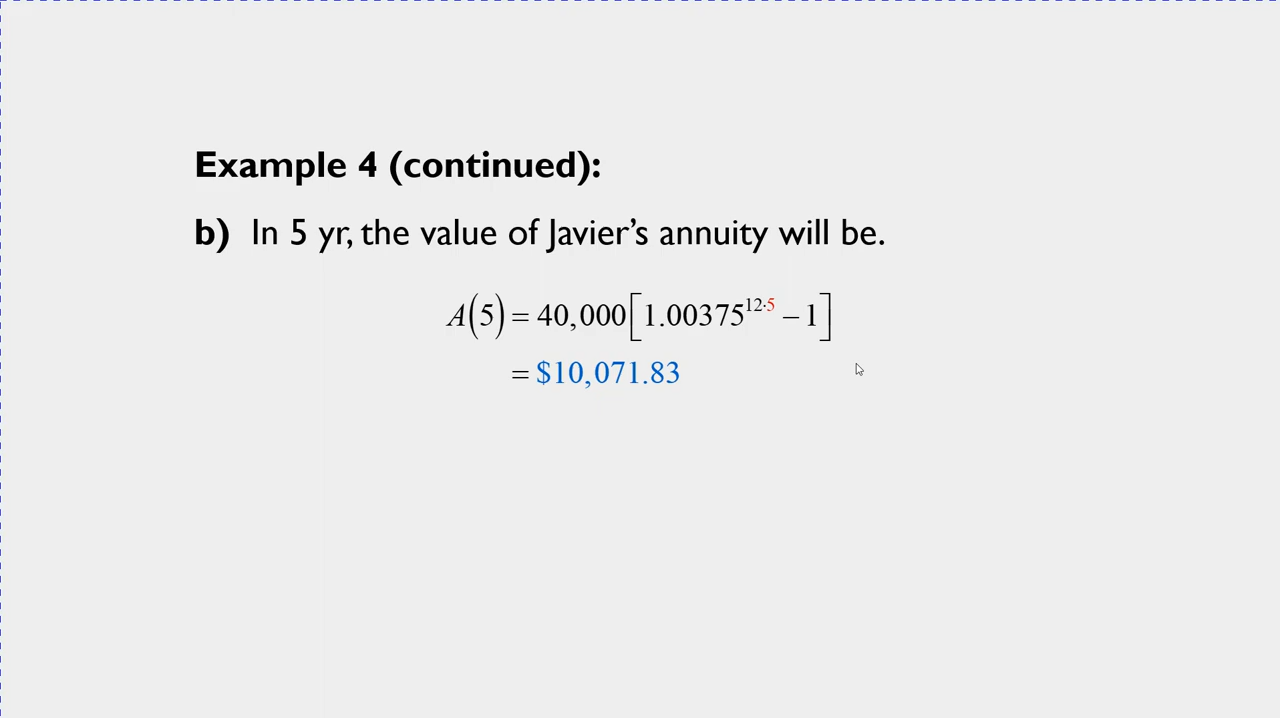 Example 4 (continued):
b) In 5 yr, the value of Javier’s annuity will be.
A(5) = 40,000[1.00375^{12·5} – 1]
= $10,071.83